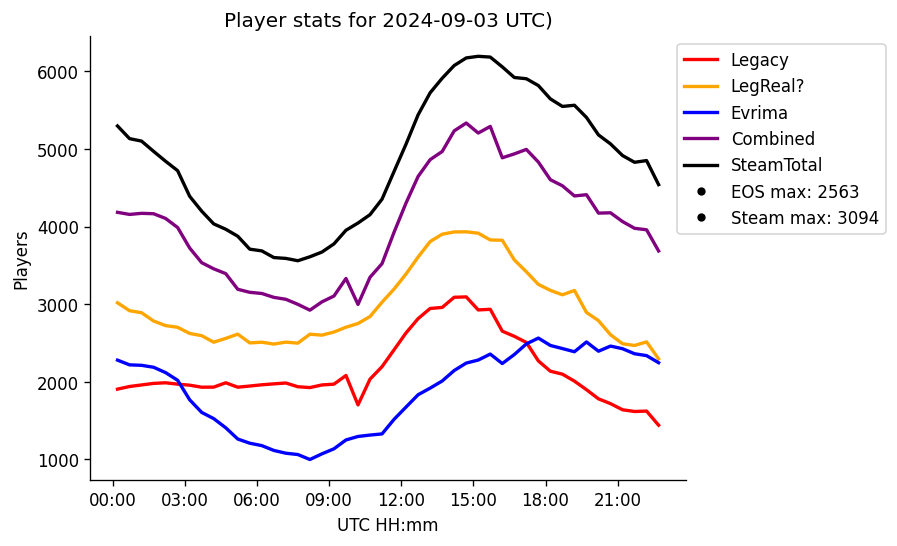 Player stats for 2024-09-03 UTC)
Players
6000
5000
4000
3000
2000
1000
00:00 03:00 06:00 09:00 12:00 15:00 18:00 21:00
UTC HH:mm
Legacy
LegReal?
Evrima
Combined
SteamTotal
EOS max: 2563
Steam max: 3094